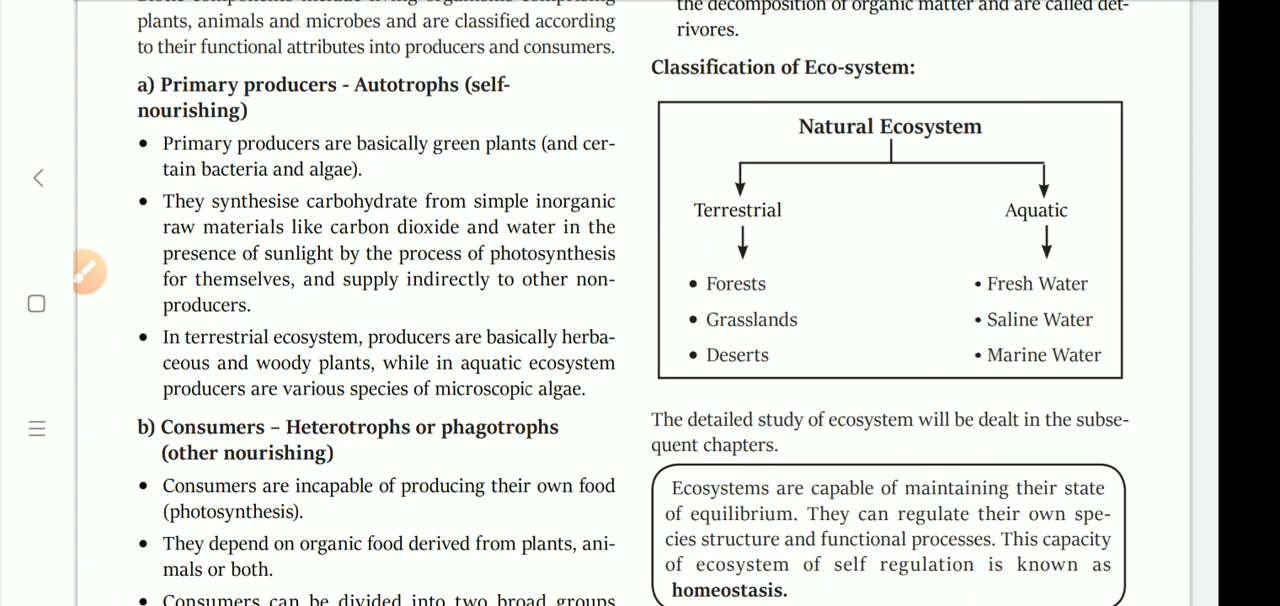 plants, animals and microbes and are classified according
to their functional attributes into producers and consumers.
a) Primary producers - Autotrophs (self-
nourishing)
• Primary producers are basically green plants (and cer-
tain bacteria and algae).
• They synthesise carbohydrate from simple inorganic
raw materials like carbon dioxide and water in the
presence of sunlight by the process of photosynthesis
for themselves, and supply indirectly to other non-
producers.
• In terrestrial ecosystem, producers are basically herba-
ceous and woody plants, while in aquatic ecosystem
producers are various species of microscopic algae.
b) Consumers – Heterotrophs or phagotrophs
(other nourishing)
• Consumers are incapable of producing their own food
(photosynthesis).
• They depend on organic food derived from plants, ani-
mals or both.
• Consumers can be divided into two broad groups
the decomposition of organic matter and are called det-
rivores.
Classification of Eco-system:
Natural Ecosystem
Terrestrial
Aquatic
• Forests
• Fresh Water
• Grasslands
• Saline Water
• Deserts
• Marine Water
The detailed study of ecosystem will be dealt in the subse-
quent chapters.
Ecosystems are capable of maintaining their state
of equilibrium. They can regulate their own spe-
cies structure and functional processes. This capacity
of ecosystem of self regulation is known as
homeostasis.